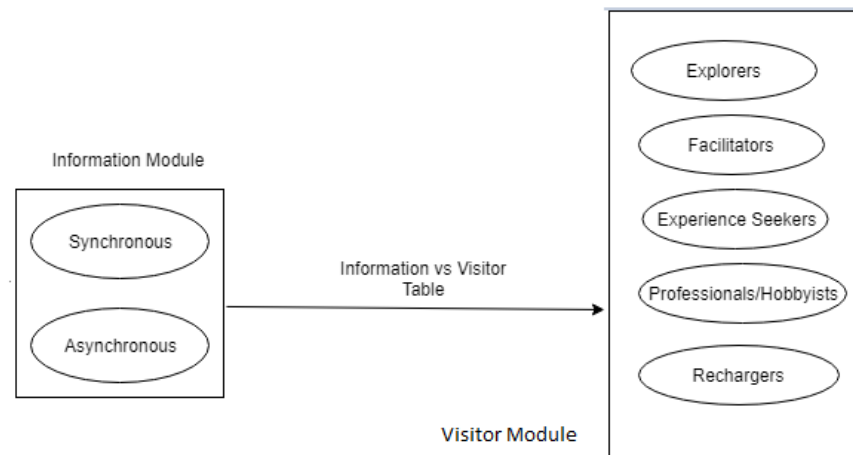 Information Module
Synchronous
Asynchronous
Information vs Visitor
Table
Explorers
Facilitators
Experience Seekers
Professionals/Hobbyists
Rechargers
Visitor Module